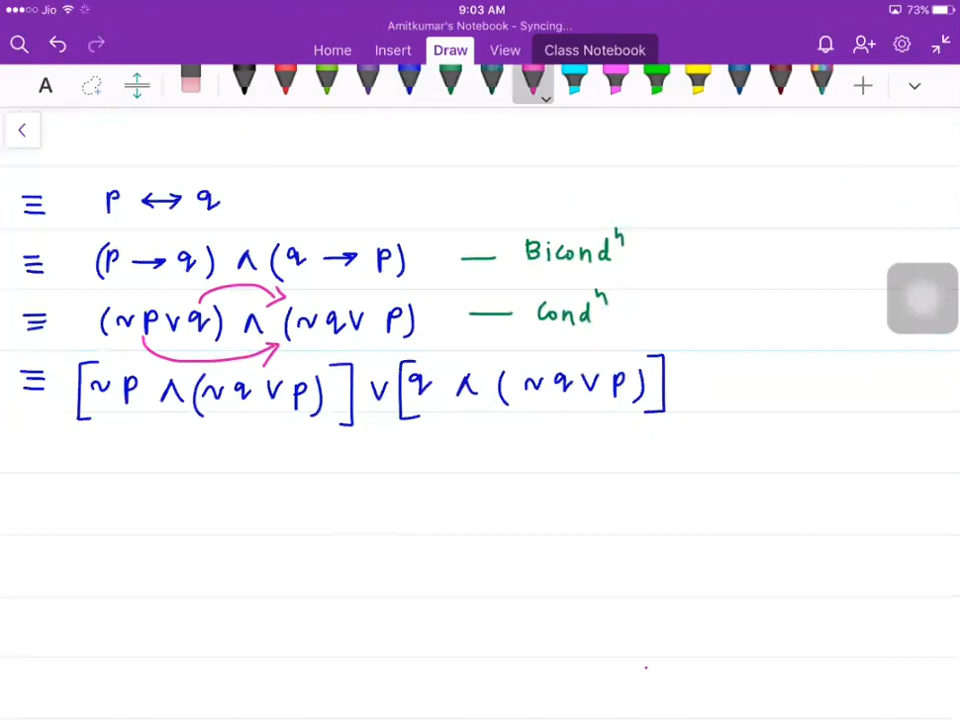 Jio 9:03 AM 73%
Amitkumar's Notebook - Syncing...
Home Insert Draw View Class Notebook
A
≡ p ↔ q
≡ (p → q) ∧ (q → p) — Bicondⁿ
≡ (~p∨q) ∧ (~q∨ p) — Condⁿ
≡ [~p ∧(~q ∨p)] ∨[q ∧ (~q∨p)]